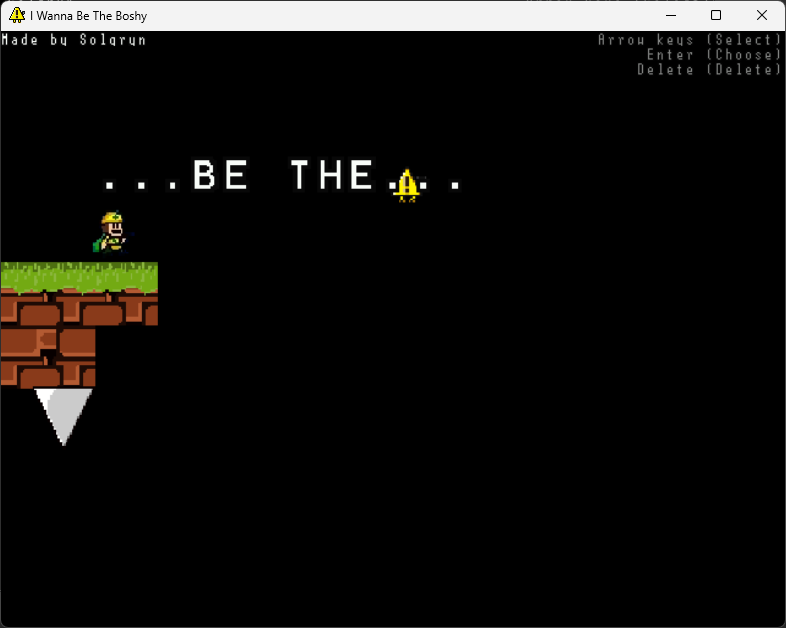 I Wanna Be The Boshy
Made by Solgryn
Arrow keys (Select)
Enter (Choose)
Delete (Delete)
...BE THE...